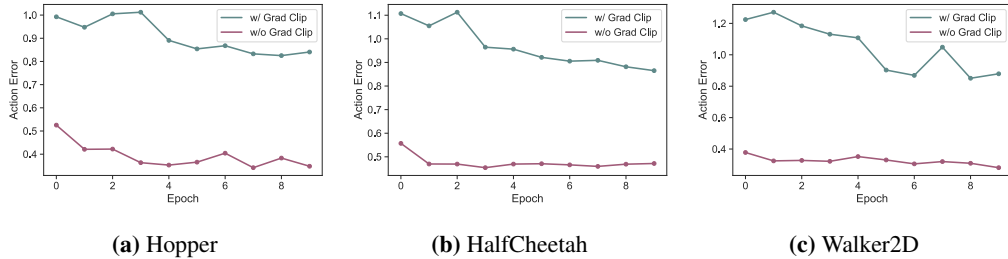 1.0
0.9
0.8
0.7
0.6
0.5
0.4
Action Error
w/ Grad Clip
w/o Grad Clip
0 2 4 6 8
Epoch
(a) Hopper
1.1
1.0
0.9
0.8
0.7
0.6
0.5
Action Error
w/ Grad Clip
w/o Grad Clip
0 2 4 6 8
Epoch
(b) HalfCheetah
1.2
1.0
0.8
0.6
0.4
Action Error
w/ Grad Clip
w/o Grad Clip
0 2 4 6 8
Epoch
(c) Walker2D